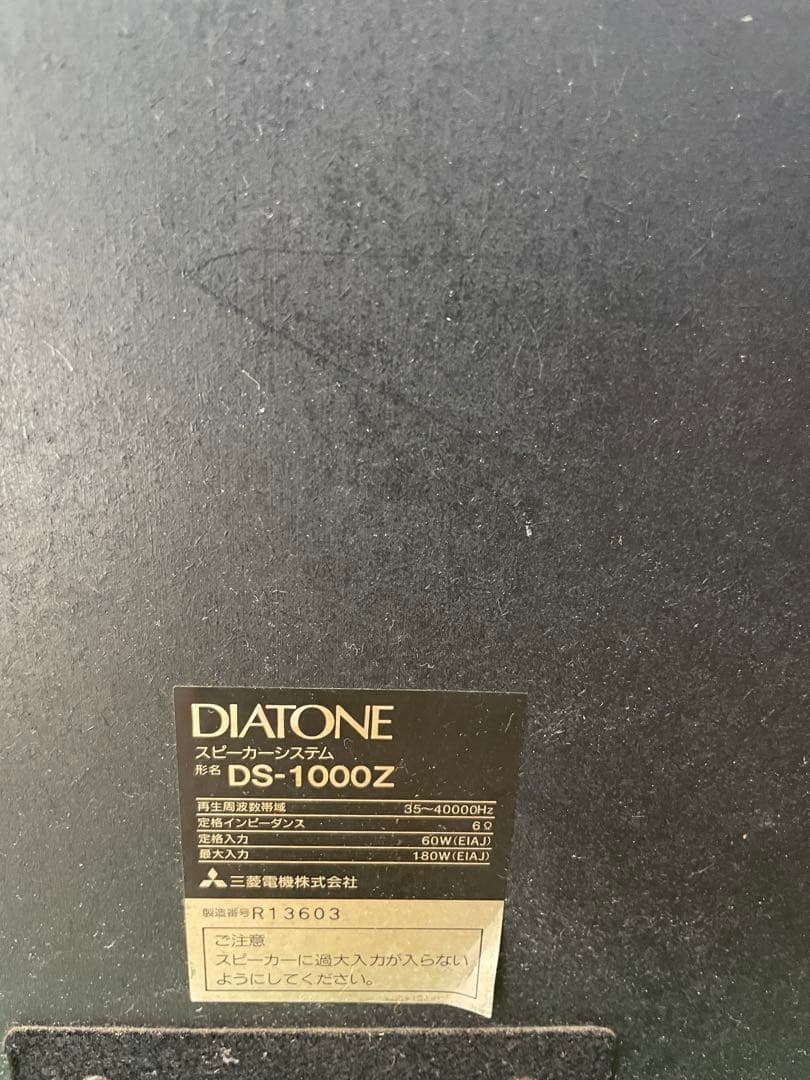 DIATONE
スピーカーシステム
形名 DS-1000Z
再生周波数帯域 35〜40000Hz
定格インピーダンス 6Ω
定格入力 60W(EIAJ)
最大入力 180W(EIAJ)
三菱電機株式会社
製造番号 R13603
ご注意
スピーカーに過大入力が入らない
ようにしてください。